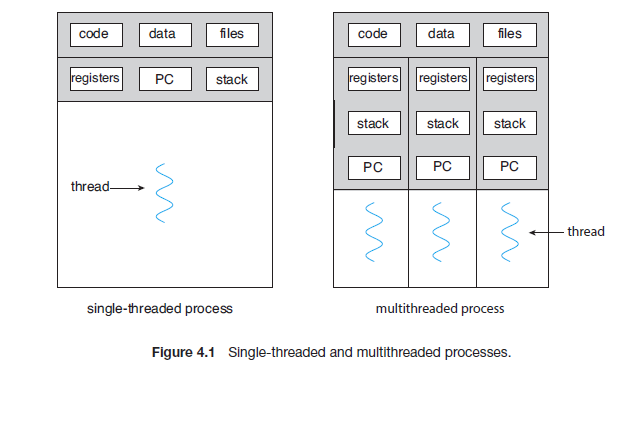 code data files code data files
registers PC stack registers registers registers
stack stack stack
PC PC PC
thread
thread
single-threaded process multithreaded process
Figure 4.1 Single-threaded and multithreaded processes.